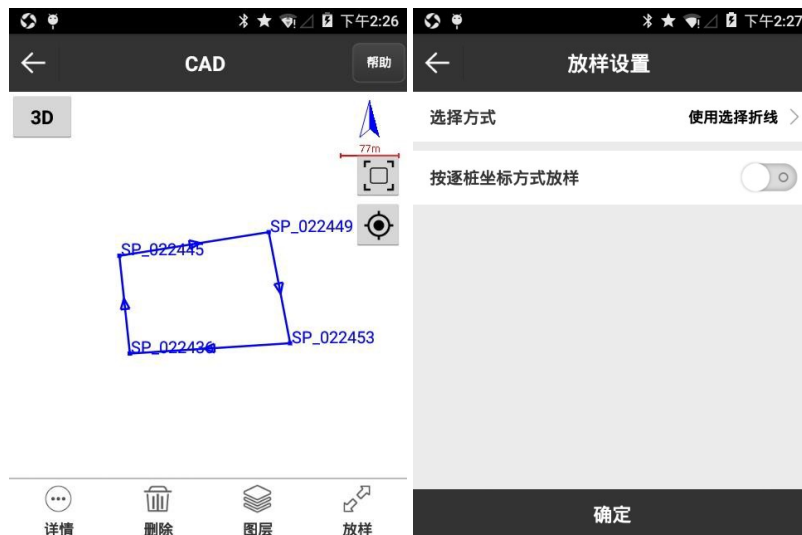 下午2:26
CAD
帮助
3D
77m
SP_022449
SP_022445
SP_022453
SP_022436
详情
删除
图层
放样
下午2:27
放样设置
选择方式
使用选择折线
按逐桩坐标方式放样
确定